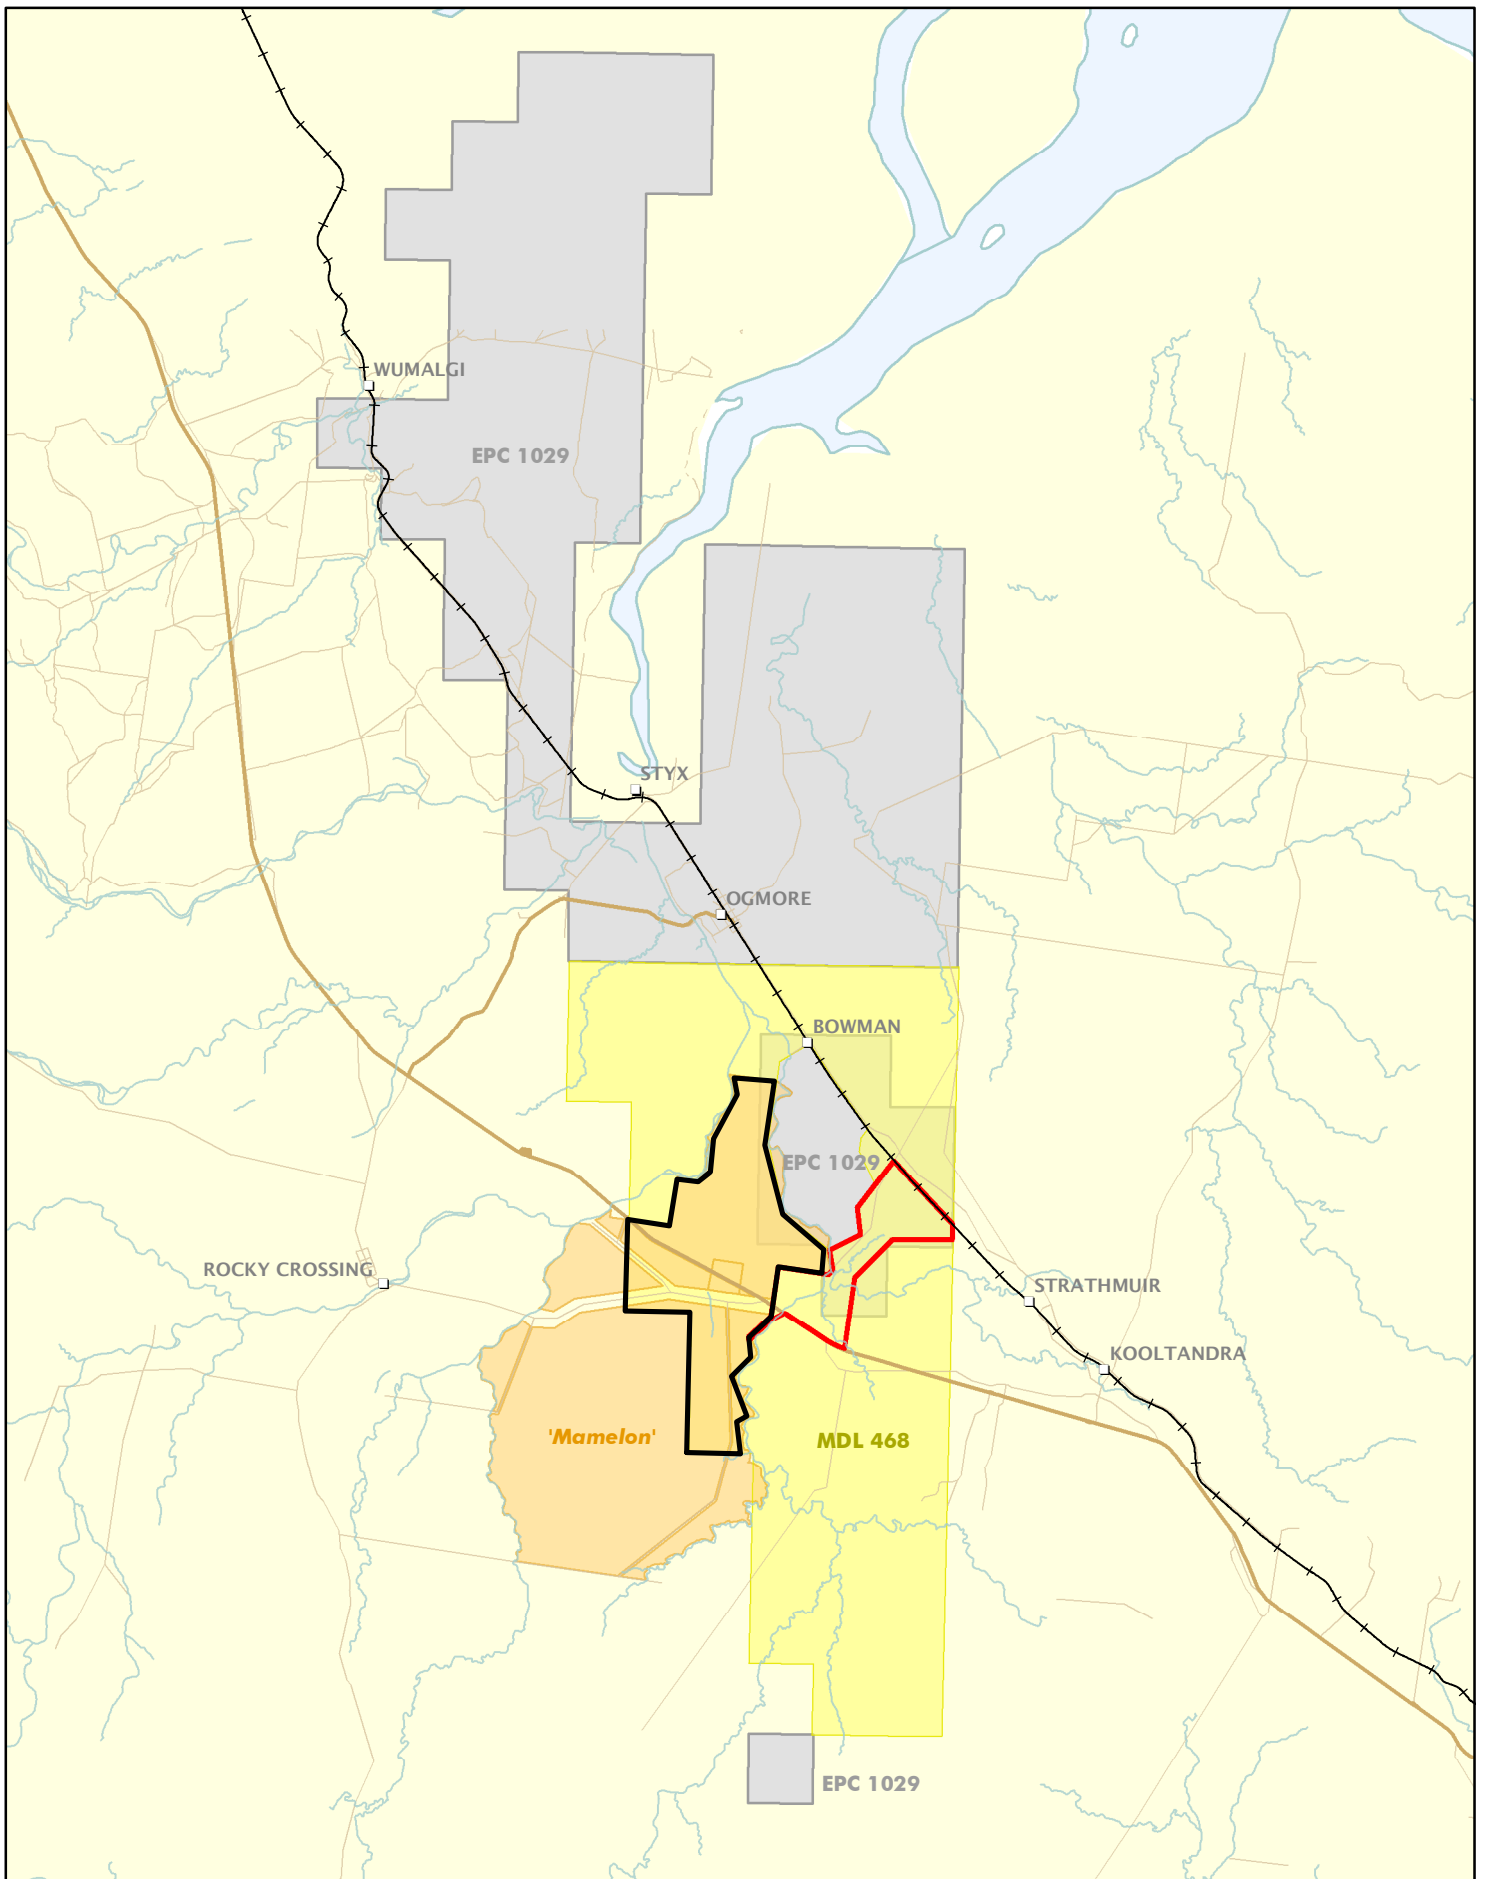 WUMALGI
EPC 1029
STYX
OGMORE
BOWMAN
EPC 1029
ROCKY CROSSING
STRATHMUIR
KOOLTANDRA
'Mamelon'
MDL 468
EPC 1029